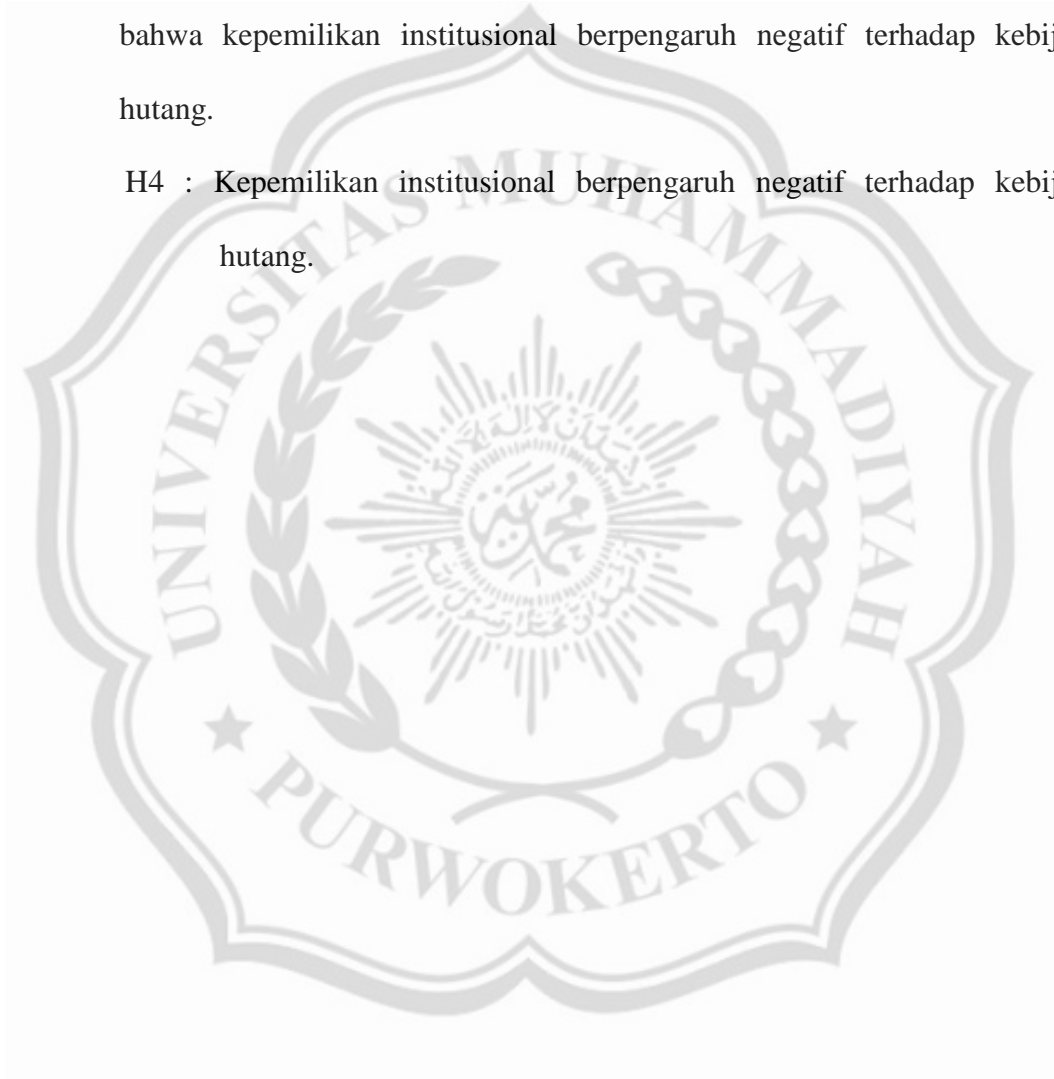 bahwa kepemilikan institusional berpengaruh negatif terhadap kebij
hutang.
H4 : Kepemilikan institusional berpengaruh negatif terhadap kebij
hutang.
UNIVERSITAS MUHAMMADIYAH
PURWOKERTO